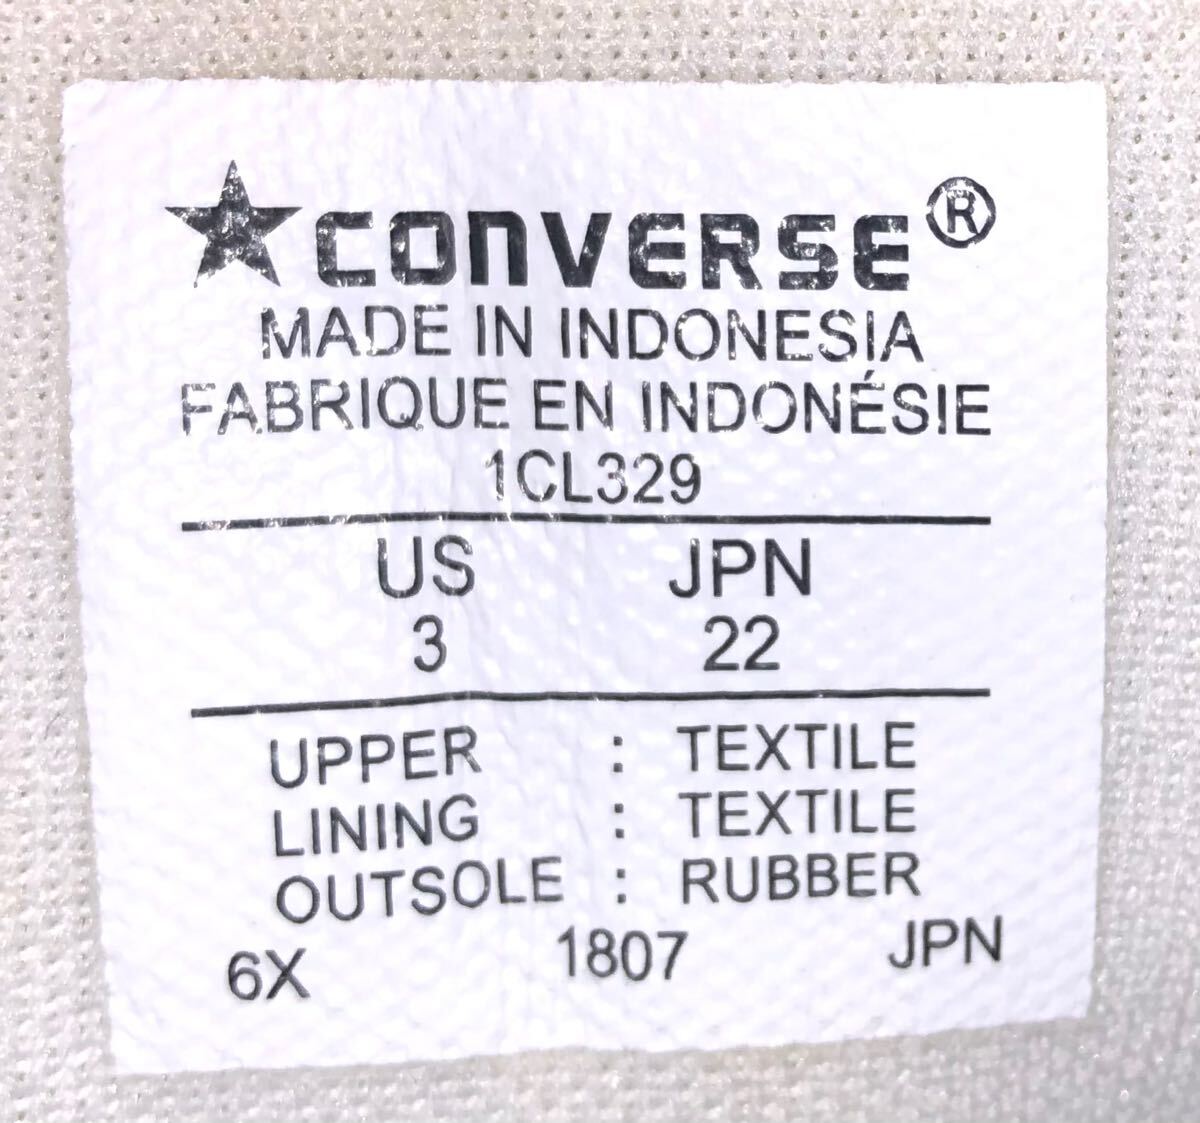 CONVERSE®
MADE IN INDONESIA
FABRIQUE EN INDONÉSIE
1CL329
US JPN
3 22
UPPER : TEXTILE
LINING : TEXTILE
OUTSOLE : RUBBER
6X 1807 JPN